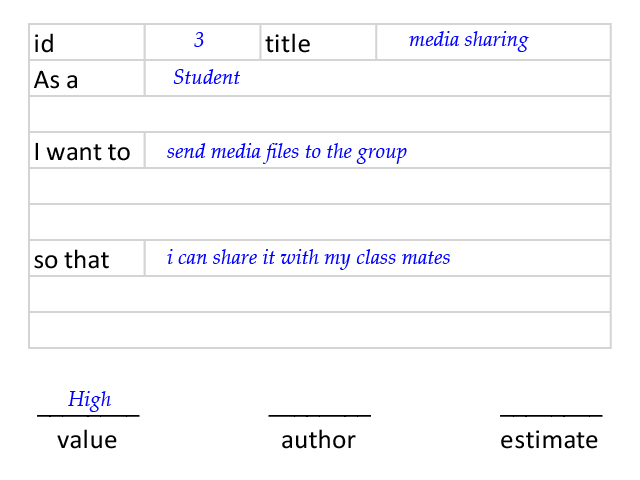 id 3 title media sharing
As a Student
I want to send media files to the group
so that i can share it with my class mates
High
value author estimate